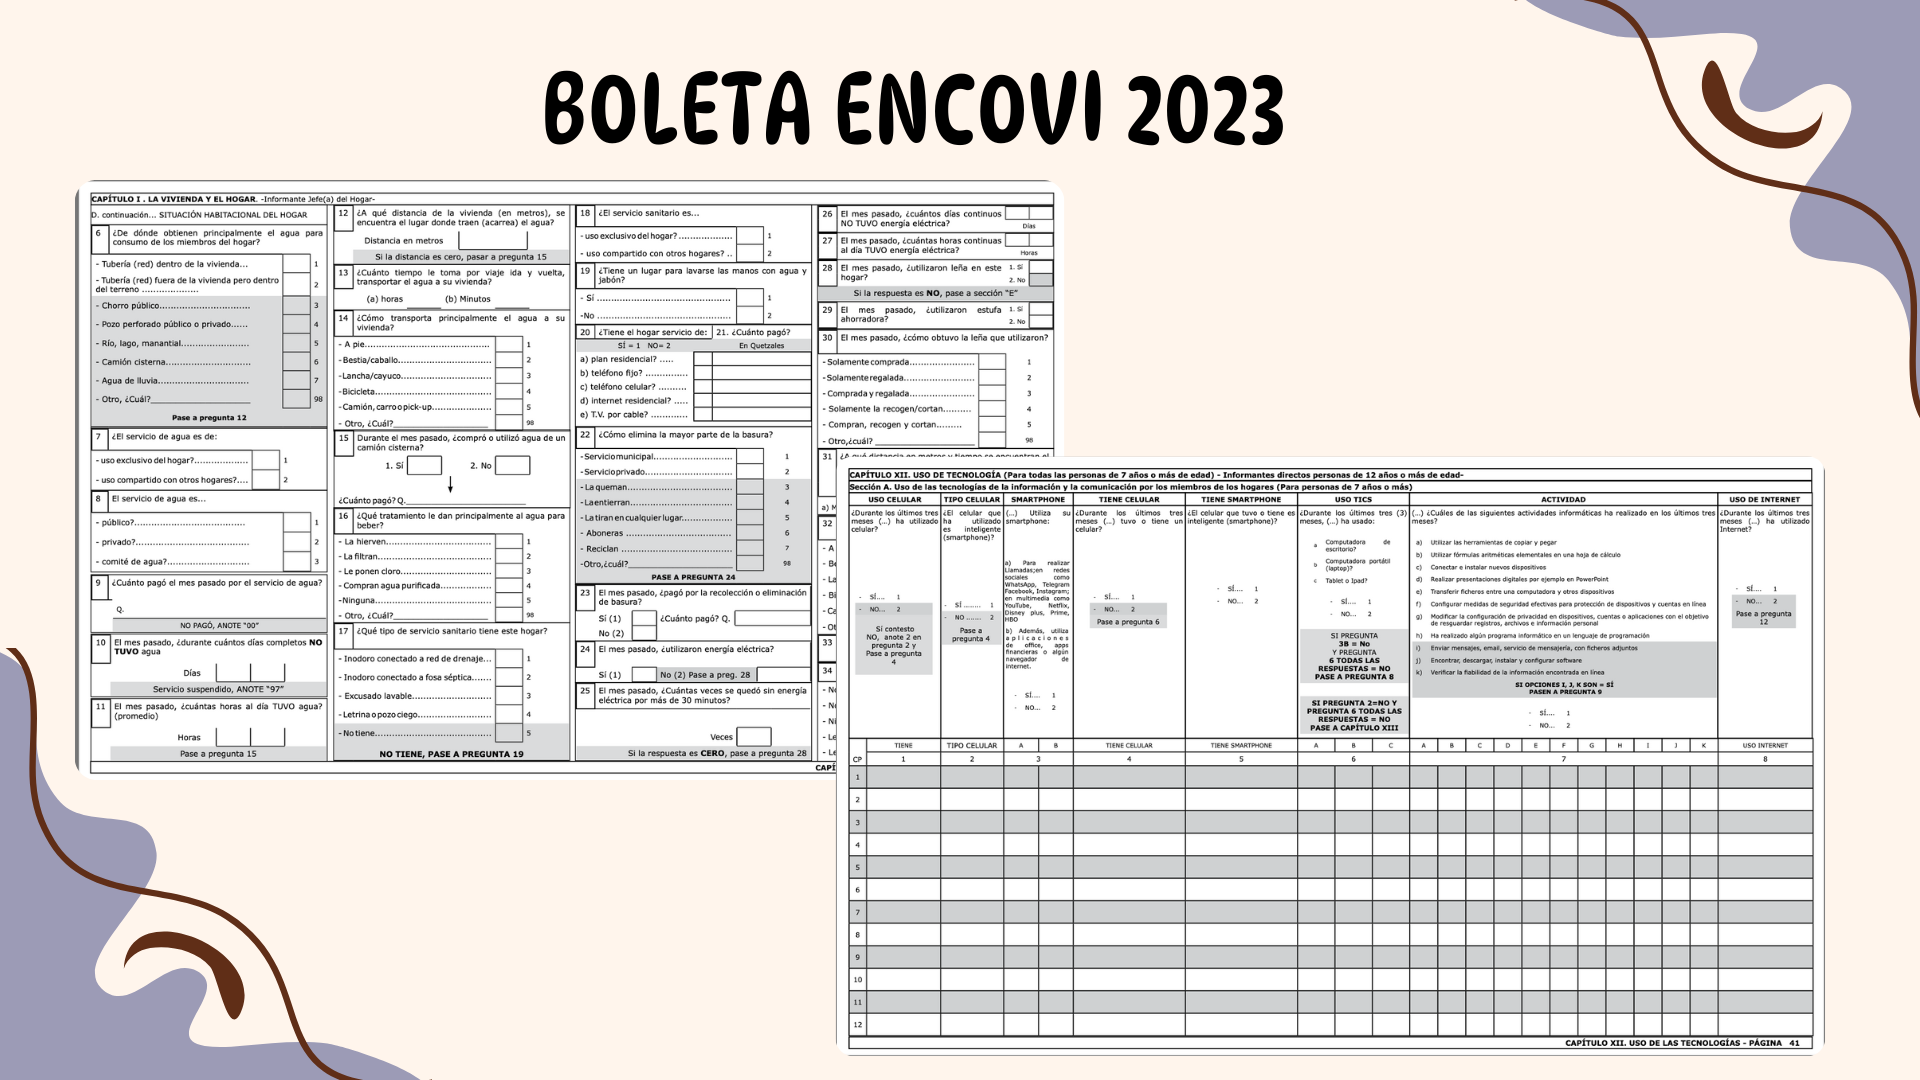 BOLETA ENCOVI 2023
CAPÍTULO I . LA VIVIENDA Y EL HOGAR. -Informante Jefe(a) del Hogar-
D. continuación... SITUACIÓN HABITACIONAL DEL HOGAR
6 ¿De dónde obtienen principalmente el agua para
consumo de los miembros del hogar?
- Tubería (red) dentro de la vivienda... 1
- Tubería (red) fuera de la vivienda pero dentro
del terreno .................. 2
- Chorro público........................ 3
- Pozo perforado público o privado...... 4
- Río, lago, manantial........................ 5
- Camión cisterna............................. 6
- Agua de lluvia............................... 7
- Otro, ¿Cuál?____________________ 98
Pase a pregunta 12
7 ¿El servicio de agua es de:
- uso exclusivo del hogar?.................. 1
- uso compartido con otros hogares?.... 2
8 El servicio de agua es...
- público?........................ 1
- privado?........................ 2
- comité de agua?........................ 3
9 ¿Cuánto pagó el mes pasado por el servicio de agua?
Q.
NO PAGÓ, ANOTE "00"
10 El mes pasado, ¿durante cuántos días completos NO
TUVO agua
Días
Servicio suspendido, ANOTE "97"
11 El mes pasado, ¿cuántas horas al día TUVO agua?
(promedio)
Horas
Pase a pregunta 15
12 ¿A qué distancia de la vivienda (en metros), se
encuentra el lugar donde traen (acarrea) el agua?
Distancia en metros
Si la distancia es cero, pasar a pregunta 15
13 ¿Cuánto tiempo le toma por viaje ida y vuelta,
transportar el agua a su vivienda?
(a) horas (b) Minutos
14 ¿Cómo transporta principalmente el agua a su
vivienda?
- A pie........................ 1
-Bestia/caballo........................ 2
-Lancha/cayuco........................ 3
-Bicicleta........................ 4
-Camión, carro o pick-up........................ 5
- Otro, ¿Cuál?____________________ 98
15 Durante el mes pasado, ¿compró o utilizó agua de un
camión cisterna?
1. Sí 2. No
¿Cuánto pagó? Q.____________________
16 ¿Qué tratamiento le dan principalmente al agua para
beber?
- La hierven........................ 1
- La filtran........................ 2
- Le ponen cloro........................ 3
- Compran agua purificada........................ 4
-Ninguna........................ 5
- Otro, ¿Cuál?____________________ 98
17 ¿Qué tipo de servicio sanitario tiene este hogar?
- Inodoro conectado a red de drenaje... 1
- Inodoro conectado a fosa séptica....... 2
- Excusado lavable........................ 3
-Letrina o pozo ciego........................ 4
- No tiene........................ 5
NO TIENE, PASE A PREGUNTA 19
18 ¿El servicio sanitario es...
- uso exclusivo del hogar?.................... 1
- uso compartido con otros hogares? .. 2
19 ¿Tiene un lugar para lavarse las manos con agua y
jabón?
- Sí ........................ 1
-No ........................ 2
20 ¿Tiene el hogar servicio de: 21. ¿Cuánto pagó?
SÍ = 1 NO= 2 En Quetzales
a) plan residencial? .....
b) teléfono fijo? .............
c) teléfono celular? ..........
d) internet residencial? ....
e) T.V. por cable? .............
22 ¿Cómo elimina la mayor parte de la basura?
-Servicio municipal........................ 1
-Servicio privado........................ 2
-La queman........................ 3
-La entierran........................ 4
-La tiran en cualquier lugar........................ 5
- Aboneras ........................ 6
- Reciclan ........................ 7
-Otro,¿cuál?____________________ 98
PASE A PREGUNTA 24
23 El mes pasado, ¿pagó por la recolección o eliminación
de basura?
Sí (1) ¿Cuánto pagó? Q.
No (2)
24 El mes pasado, ¿utilizaron energía eléctrica?
Sí (1) No (2) Pase a preg. 28
25 El mes pasado, ¿Cuántas veces se quedó sin energía
eléctrica por más de 30 minutos?
Veces
Si la respuesta es CERO, pase a pregunta 28
26 El mes pasado, ¿cuántos días continuos
NO TUVO energía eléctrica?
Días
27 El mes pasado, ¿cuántas horas continuas
al día TUVO energía eléctrica?
Horas
28 El mes pasado, ¿utilizaron leña en este
hogar?
1. Sí
2. No
Si la respuesta es NO, pase a sección "E"
29 El mes pasado, ¿utilizaron estufa
ahorradora?
1. Sí
2. No
30 El mes pasado, ¿cómo obtuvo la leña que utilizaron?
-Solamente comprada........................ 1
-Solamente regalada........................ 2
-Comprada y regalada........................ 3
- Solamente la recogen/cortan.......... 4
- Compran, recogen y cortan......... 5
- Otro,¿cuál? ____________________ 98
31 ¿A qué distancia en metros y tiempo se encuentran el
a) M
32
- A
- Be
- La
- Bi
- Ca
- Ot
33
34
- No
- No
- Ni
- Le
- Le
CAPÍ
CAPÍTULO XII. USO DE TECNOLOGÍA (Para todas las personas de 7 años o más de edad) - Informantes directos personas de 12 años o más de edad-
Sección A. Uso de las tecnologías de la información y la comunicación por los miembros de los hogares (Para personas de 7 años o más)
USO CELULAR
¿Durante los últimos tres
meses (...) ha utilizado
celular?
- SÍ.... 1
- NO... 2
Sí contesto
NO, anote 2 en
pregunta 2 y
Pase a pregunta
4
TIPO CELULAR
¿El celular que
ha utilizado
es inteligente
(smartphone)?
- SÍ ........ 1
- NO ....... 2
Pase a
pregunta 4
SMARTPHONE
(...) Utiliza su
smartphone:
a) Para realizar
Llamadas;en redes
sociales como
WhatsApp, Telegram
Facebook, Instagram;
en multimedia como
YouTube, Netflix,
Disney plus, Prime,
HBO
b) Además, utiliza
aplicaciones
de office, apps
financieras o algún
navegador de
internet.
- SÍ.... 1
- NO... 2
TIENE CELULAR
¿Durante los últimos tres
meses (...) tuvo o tiene un
celular?
- SÍ.... 1
- NO... 2
Pase a pregunta 6
TIENE SMARTPHONE
¿El celular que tuvo o tiene es
inteligente (smartphone)?
- SÍ.... 1
- NO... 2
USO TICS
¿Durante los últimos tres (3)
meses, (...) ha usado:
a Computadora de
escritorio?
b Computadora portátil
(laptop)?
c Tablet o Ipad?
- SÍ.... 1
- NO... 2
SI PREGUNTA
3B = No
Y PREGUNTA
6 TODAS LAS
RESPUESTAS = NO
PASE A PREGUNTA 8
SI PREGUNTA 2=NO Y
PREGUNTA 6 TODAS LAS
RESPUESTAS = NO
PASE A CAPÍTULO XIII
ACTIVIDAD
(...) ¿Cuáles de las siguientes actividades informáticas ha realizado en los últimos tres
meses?
a) Utilizar las herramientas de copiar y pegar
b) Utilizar fórmulas aritméticas elementales en una hoja de cálculo
c) Conectar e instalar nuevos dispositivos
d) Realizar presentaciones digitales por ejemplo en PowerPoint
e) Transferir ficheros entre una computadora y otros dispositivos
f) Configurar medidas de seguridad efectivas para protección de dispositivos y cuentas en línea
g) Modificar la configuración de privacidad en dispositivos, cuentas o aplicaciones con el objetivo
de resguardar registros, archivos e información personal
h) Ha realizado algún programa informático en un lenguaje de programación
i) Enviar mensajes, email, servicio de mensajería, con ficheros adjuntos
j) Encontrar, descargar, instalar y configurar software
k) Verificar la fiabilidad de la información encontrada en línea
SI OPCIONES I, J, K SON = SÍ
PASEN A PREGUNTA 9
- SÍ.... 1
- NO... 2
USO DE INTERNET
¿Durante los últimos tres
meses (...) ha utilizado
Internet?
- SÍ.... 1
- NO... 2
Pase a pregunta
12
TIENE TIPO CELULAR A B TIENE CELULAR TIENE SMARTPHONE A B C A B C D E F G H I J K USO INTERNET
CP 1 2 3 4 5 6 7 8
1
2
3
4
5
6
7
8
9
10
11
12
CAPÍTULO XII. USO DE LAS TECNOLOGÍAS - PÁGINA 41